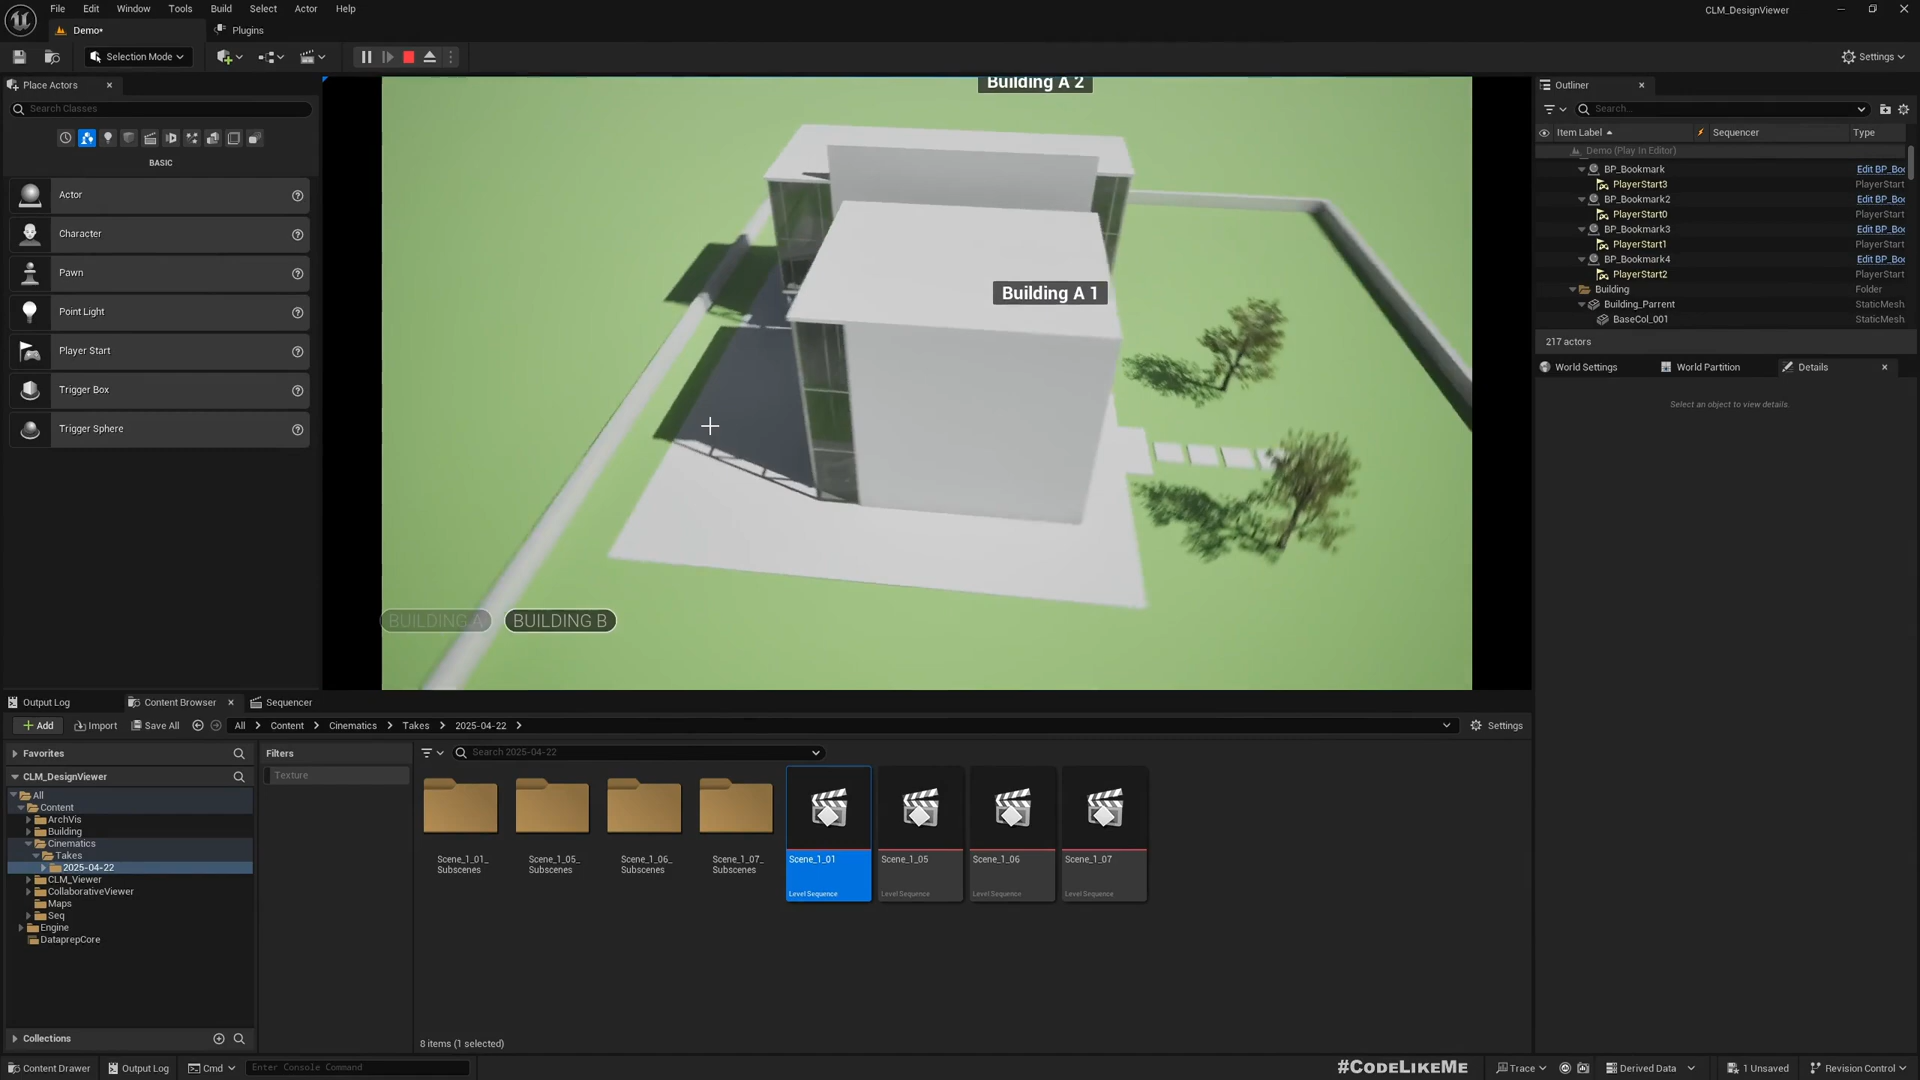 File Edit Window Tools Build Select Actor Help
CLM_DesignViewer
Demo•
Plugins
Selection Mode
Settings
Place Actors
Search Classes
BASIC
Actor
Character
Pawn
Point Light
Player Start
Trigger Box
Trigger Sphere
Building A 2
Building A 1
BUILDING A
BUILDING B
Outliner
Search...
Item Label
Sequencer
Type
Demo (Play In Editor)
BP_Bookmark Edit BP_Boo
PlayerStart3 PlayerStart
BP_Bookmark2 Edit BP_Boo
PlayerStart0 PlayerStart
BP_Bookmark3 Edit BP_Boo
PlayerStart1 PlayerStart
BP_Bookmark4 Edit BP_Boo
PlayerStart2 PlayerStart
Building Folder
Building_Parrent StaticMesh
BaseCol_001 StaticMesh
217 actors
World Settings
World Partition
Details
Select an object to view details.
Output Log
Content Browser
Sequencer
Add
Import
Save All
All > Content > Cinematics > Takes > 2025-04-22 >
Settings
Favorites
Filters
Search 2025-04-22
Texture
CLM_DesignViewer
All
Content
ArchVis
Building
Cinematics
Takes
2025-04-22
CLM_Viewer
CollaborativeViewer
Maps
Seq
Engine
DataprepCore
Scene_1_01_
Subscenes
Scene_1_05_
Subscenes
Scene_1_06_
Subscenes
Scene_1_07_
Subscenes
Scene_1_01
Level Sequence
Scene_1_05
Level Sequence
Scene_1_06
Level Sequence
Scene_1_07
Level Sequence
Collections
8 items (1 selected)
Content Drawer
Output Log
Cmd
Enter Console Command
#CODELIKEME
Trace
Derived Data
1 Unsaved
Revision Control